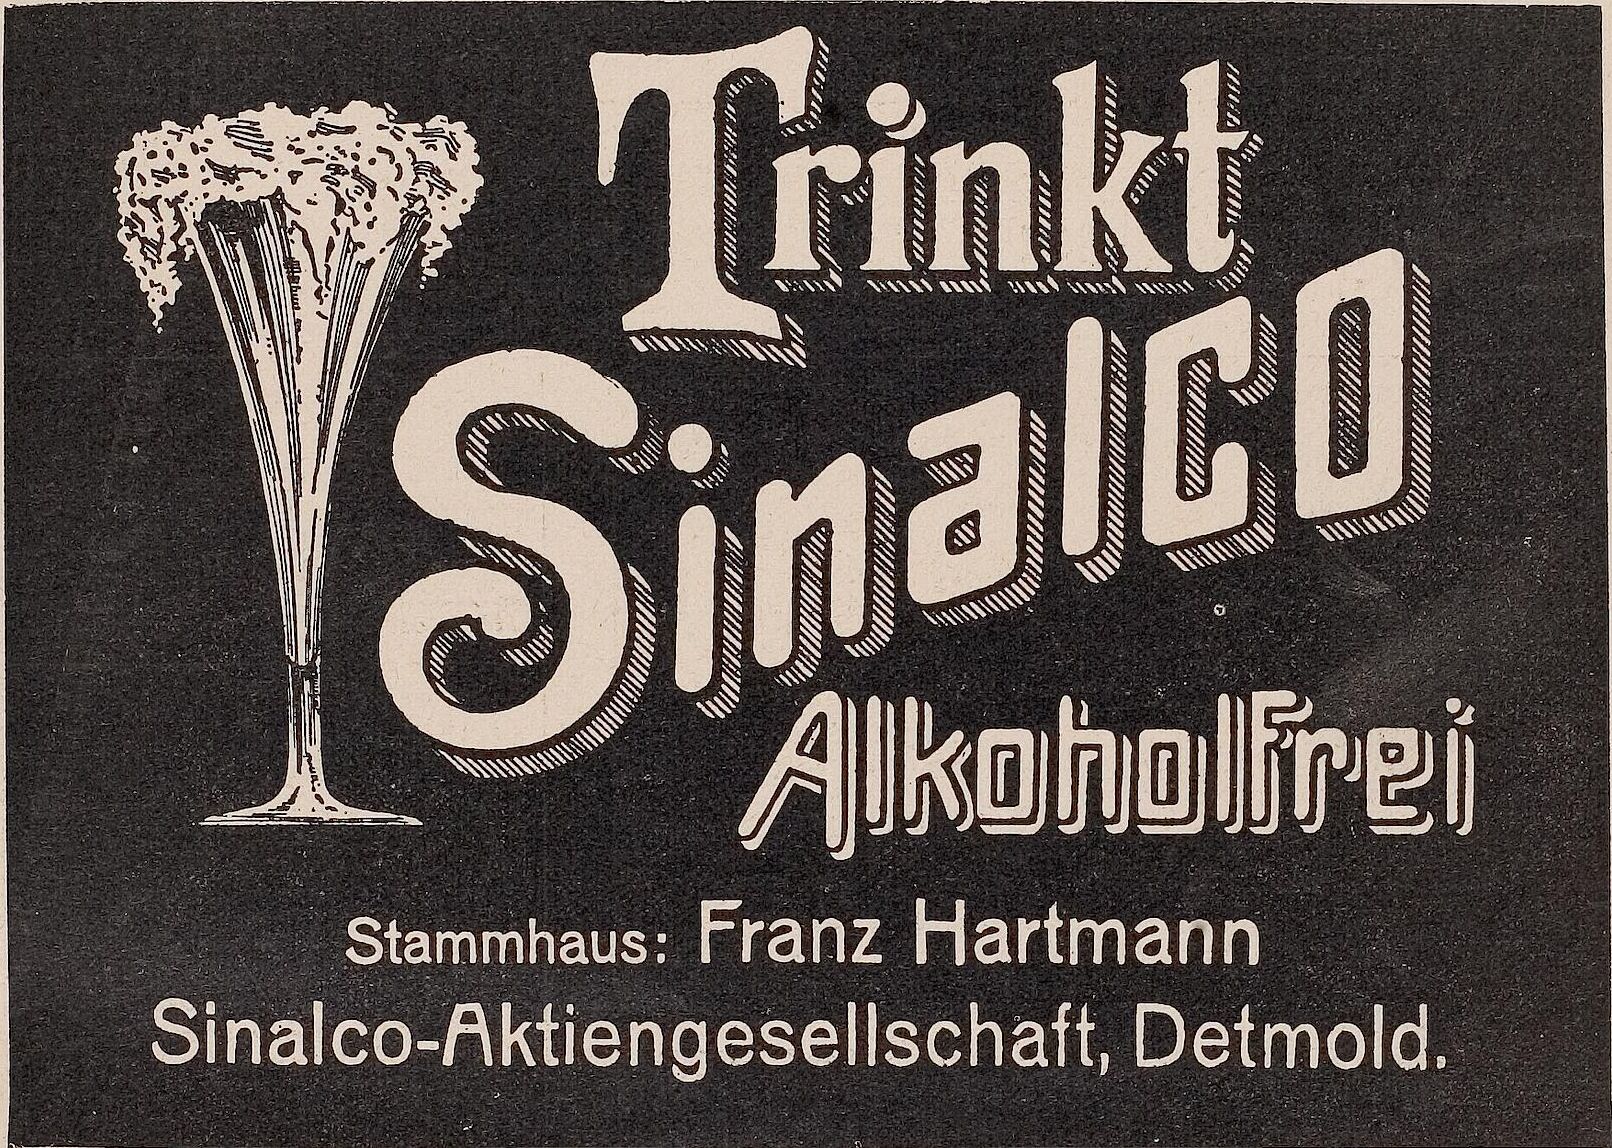 Trinkt
Sinalco
Alkoholfrei
Stammhaus: Franz Hartmann
Sinalco-Aktiengesellschaft, Detmold.